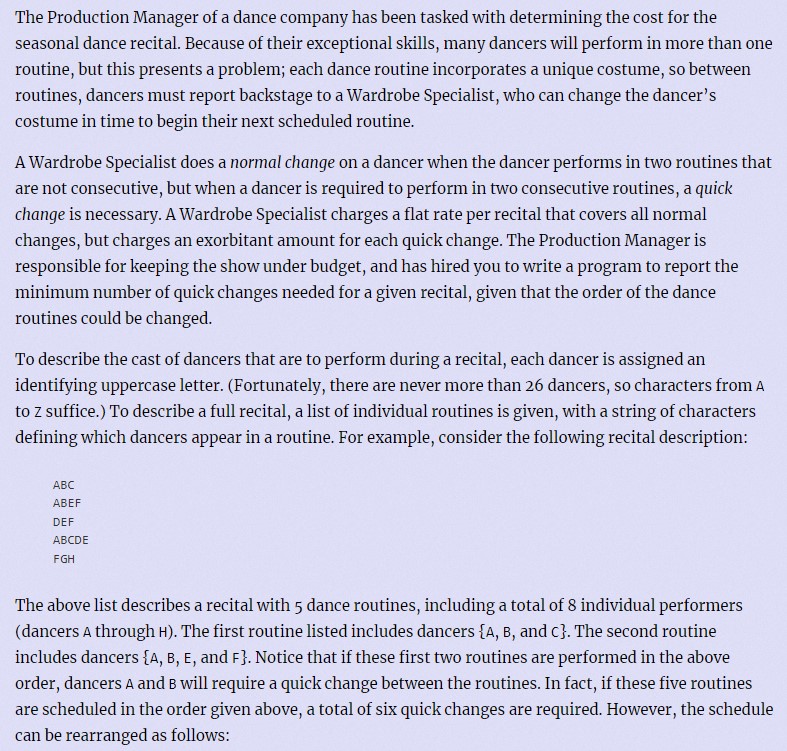 The Production Manager of a dance company has been tasked with determining the cost for the
seasonal dance recital. Because of their exceptional skills, many dancers will perform in more than one
routine, but this presents a problem; each dance routine incorporates a unique costume, so between
routines, dancers must report backstage to a Wardrobe Specialist, who can change the dancer’s
costume in time to begin their next scheduled routine.
A Wardrobe Specialist does a normal change on a dancer when the dancer performs in two routines that
are not consecutive, but when a dancer is required to perform in two consecutive routines, a quick
change is necessary. A Wardrobe Specialist charges a flat rate per recital that covers all normal
changes, but charges an exorbitant amount for each quick change. The Production Manager is
responsible for keeping the show under budget, and has hired you to write a program to report the
minimum number of quick changes needed for a given recital, given that the order of the dance
routines could be changed.
To describe the cast of dancers that are to perform during a recital, each dancer is assigned an
identifying uppercase letter. (Fortunately, there are never more than 26 dancers, so characters from A
to Z suffice.) To describe a full recital, a list of individual routines is given, with a string of characters
defining which dancers appear in a routine. For example, consider the following recital description:
ABC
ABEF
DEF
ABCDE
FGH
The above list describes a recital with 5 dance routines, including a total of 8 individual performers
(dancers A through H). The first routine listed includes dancers {A, B, and C}. The second routine
includes dancers {A, B, E, and F}. Notice that if these first two routines are performed in the above
order, dancers A and B will require a quick change between the routines. In fact, if these five routines
are scheduled in the order given above, a total of six quick changes are required. However, the schedule
can be rearranged as follows: